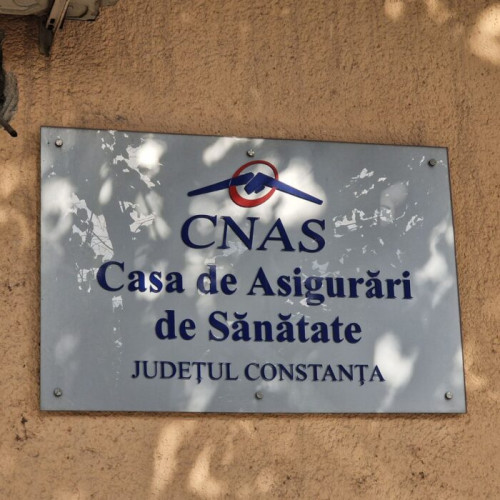 CNAS
Casa de Asigurări
de Sănătate
JUDEȚUL CONSTANȚA